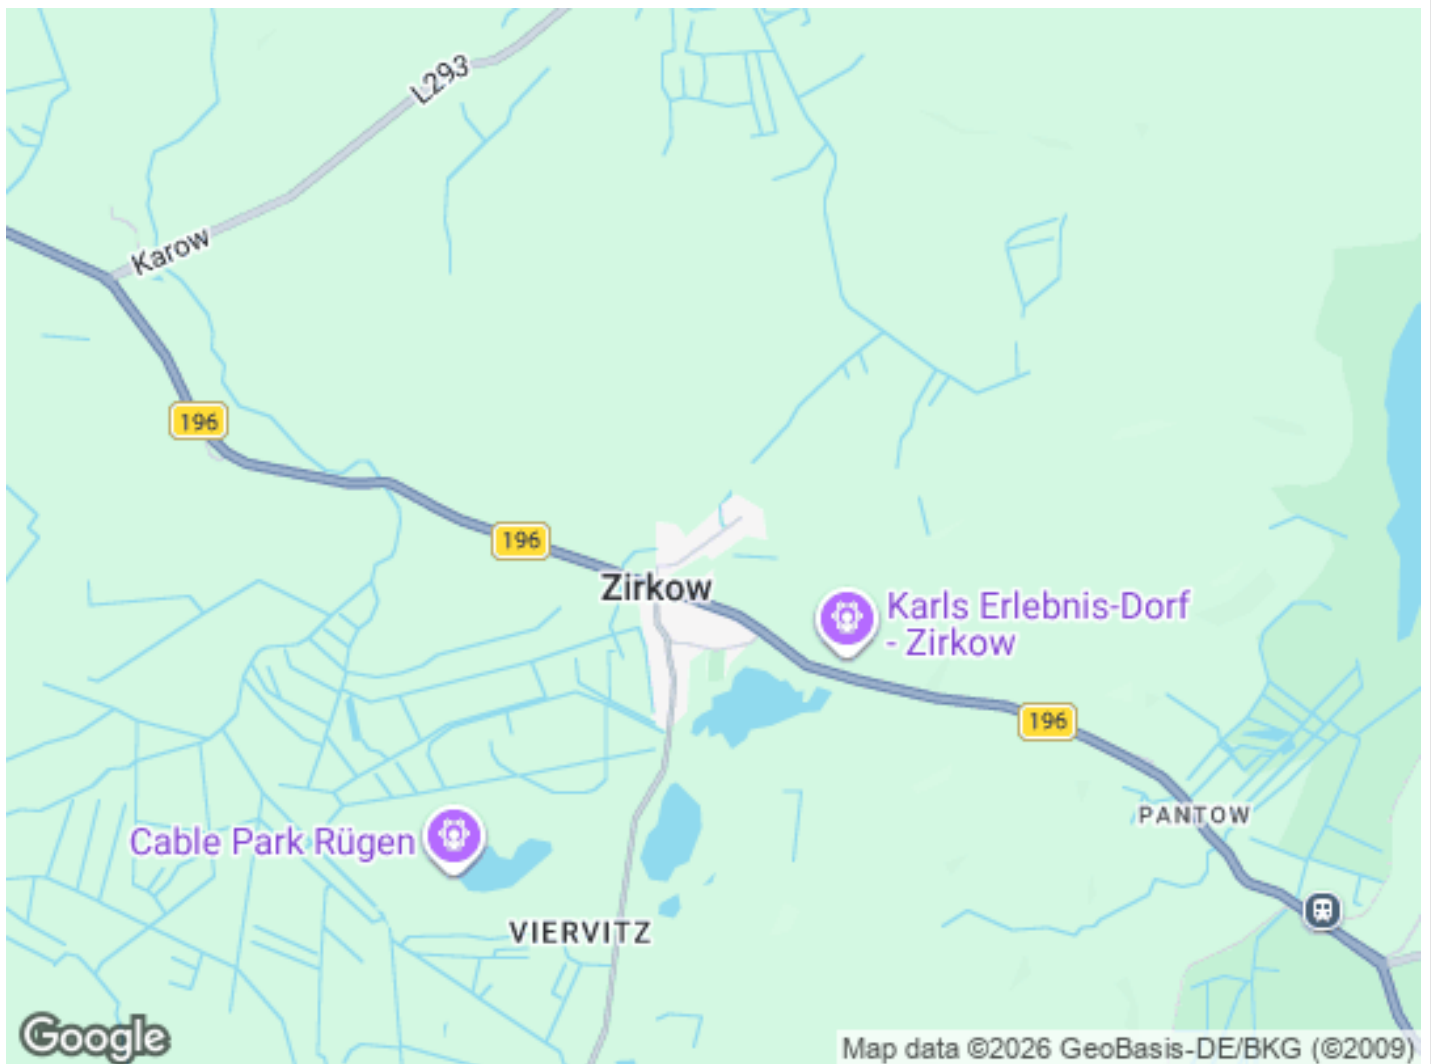 L293
Karow
196
196
Zirkow
Karls Erlebnis-Dorf
- Zirkow
196
PANTOW
Cable Park Rügen
VIERVITZ
Google
Map data ©2026 GeoBasis-DE/BKG (©2009)